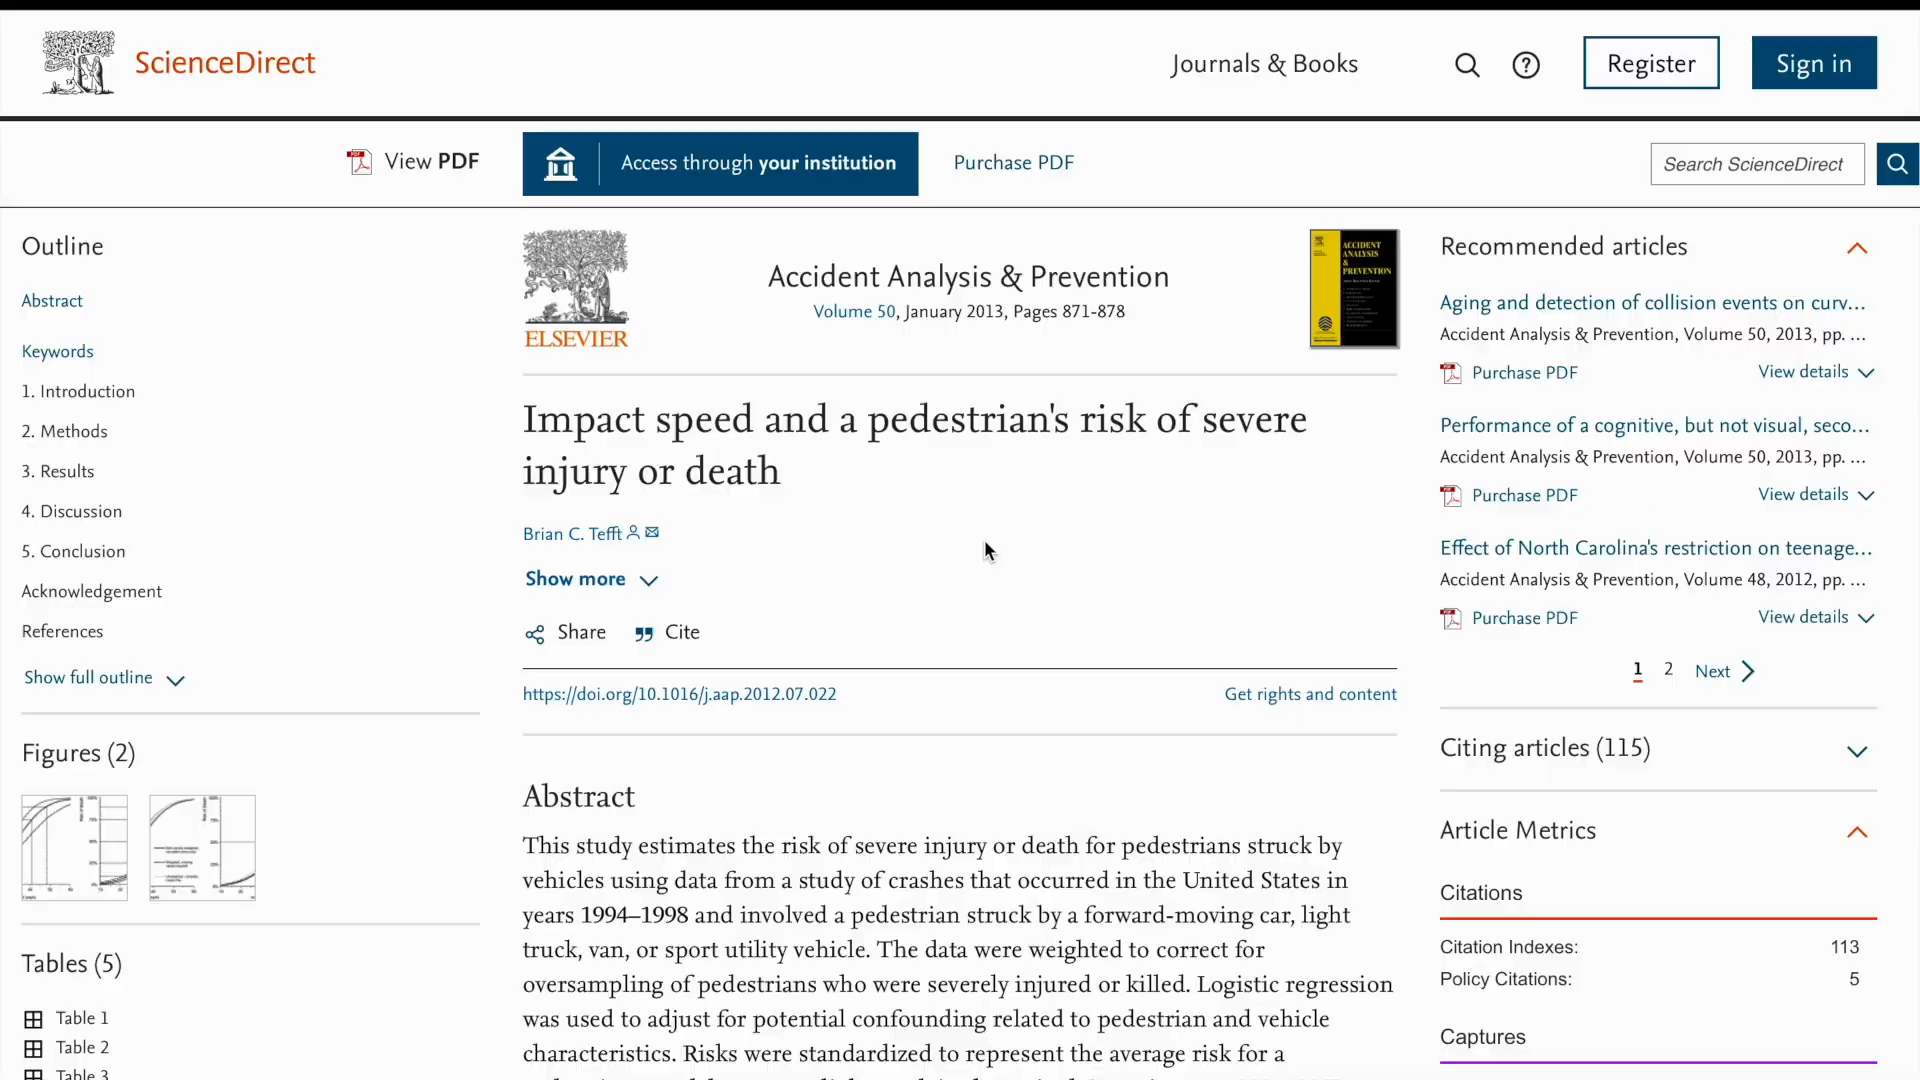 ScienceDirect
Journals & Books
Register
Sign in
View PDF
Access through your institution
Purchase PDF
Search ScienceDirect
Outline
Abstract
Keywords
1. Introduction
2. Methods
3. Results
4. Discussion
5. Conclusion
Acknowledgement
References
Show full outline
Figures (2)
Tables (5)
Table 1
Table 2
Table 3
ELSEVIER
Accident Analysis & Prevention
Volume 50, January 2013, Pages 871-878
ACCIDENT
ANALYSIS
&
PREVENTION
Impact speed and a pedestrian's risk of severe
injury or death
Brian C. Tefft
Show more
Share
Cite
https://doi.org/10.1016/j.aap.2012.07.022
Get rights and content
Abstract
This study estimates the risk of severe injury or death for pedestrians struck by
vehicles using data from a study of crashes that occurred in the United States in
years 1994–1998 and involved a pedestrian struck by a forward-moving car, light
truck, van, or sport utility vehicle. The data were weighted to correct for
oversampling of pedestrians who were severely injured or killed. Logistic regression
was used to adjust for potential confounding related to pedestrian and vehicle
characteristics. Risks were standardized to represent the average risk for a
Recommended articles
Aging and detection of collision events on curv...
Accident Analysis & Prevention, Volume 50, 2013, pp. ...
Purchase PDF
View details
Performance of a cognitive, but not visual, seco...
Accident Analysis & Prevention, Volume 50, 2013, pp. ...
Purchase PDF
View details
Effect of North Carolina's restriction on teenage...
Accident Analysis & Prevention, Volume 48, 2012, pp. ...
Purchase PDF
View details
1 2 Next
Citing articles (115)
Article Metrics
Citations
Citation Indexes: 113
Policy Citations: 5
Captures